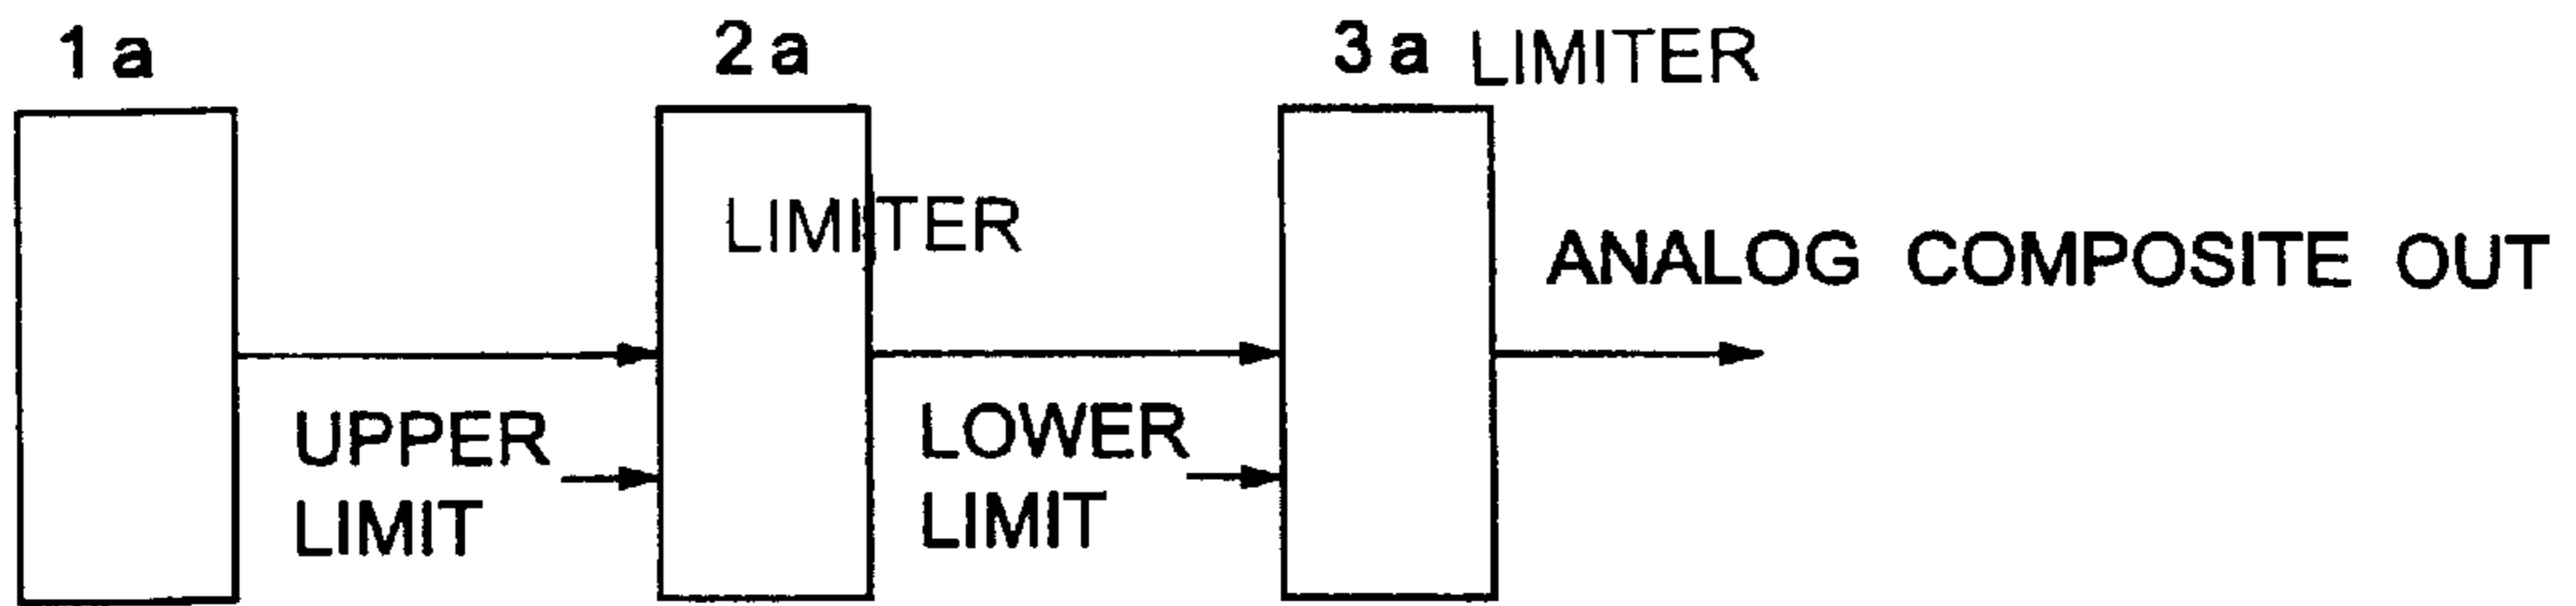 1a
2a
3a LIMITER
LIMITER
ANALOG COMPOSITE OUT
UPPER
LIMIT
LOWER
LIMIT